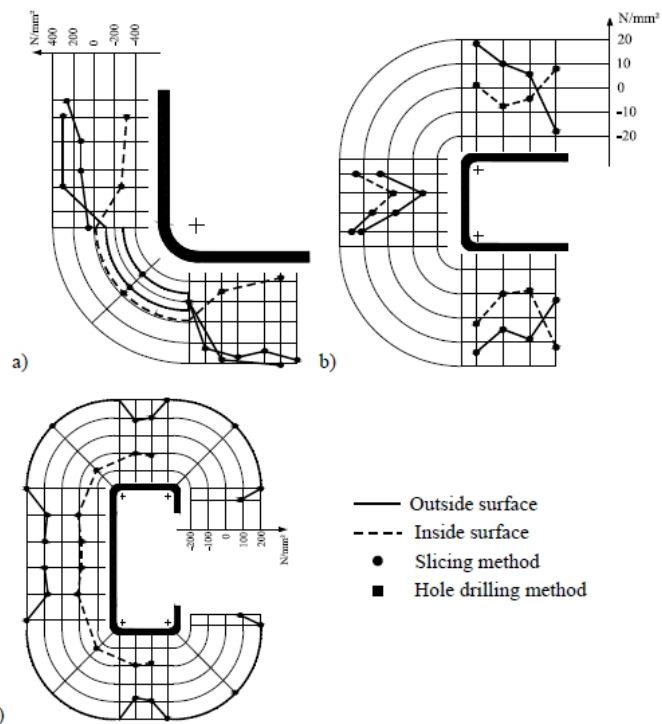 N/mm²
400
200
0
-200
-400
a)
N/mm²
20
10
0
-10
-20
b)
-200
-100
0
100
200
N/mm²
)
Outside surface
Inside surface
Slicing method
Hole drilling method